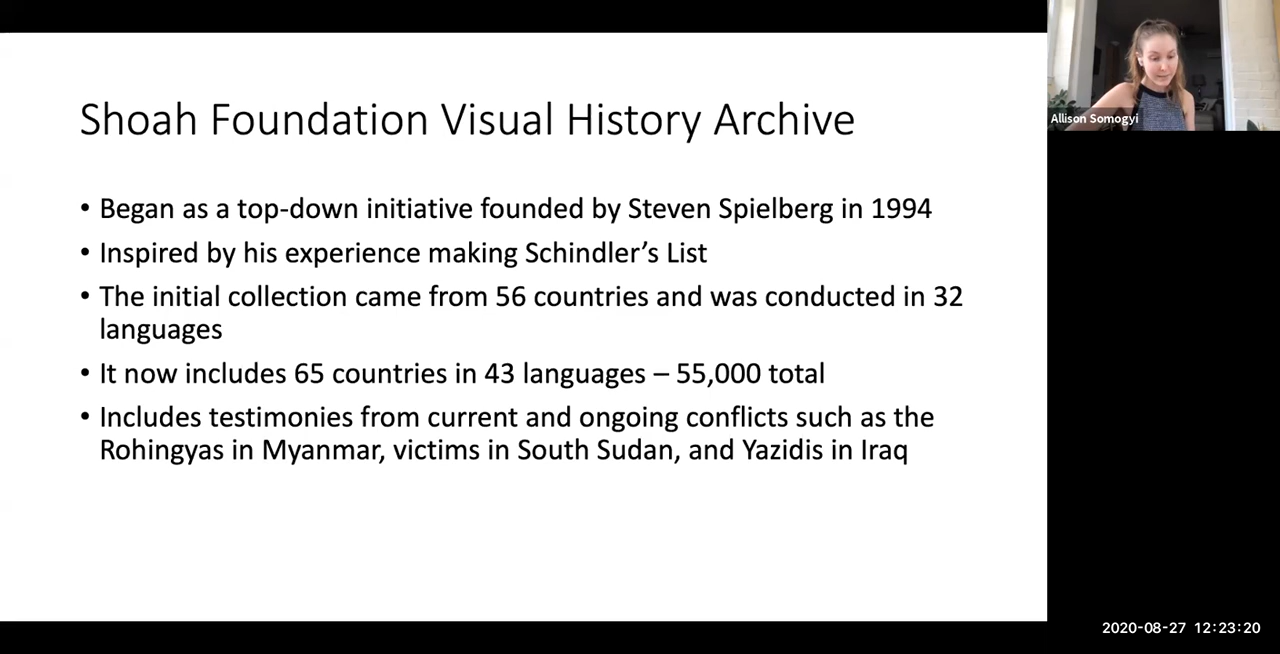 Shoah Foundation Visual History Archive
Allison Somogyi
• Began as a top-down initiative founded by Steven Spielberg in 1994
• Inspired by his experience making Schindler’s List
• The initial collection came from 56 countries and was conducted in 32
languages
• It now includes 65 countries in 43 languages – 55,000 total
• Includes testimonies from current and ongoing conflicts such as the
Rohingyas in Myanmar, victims in South Sudan, and Yazidis in Iraq
2020-08-27 12:23:20